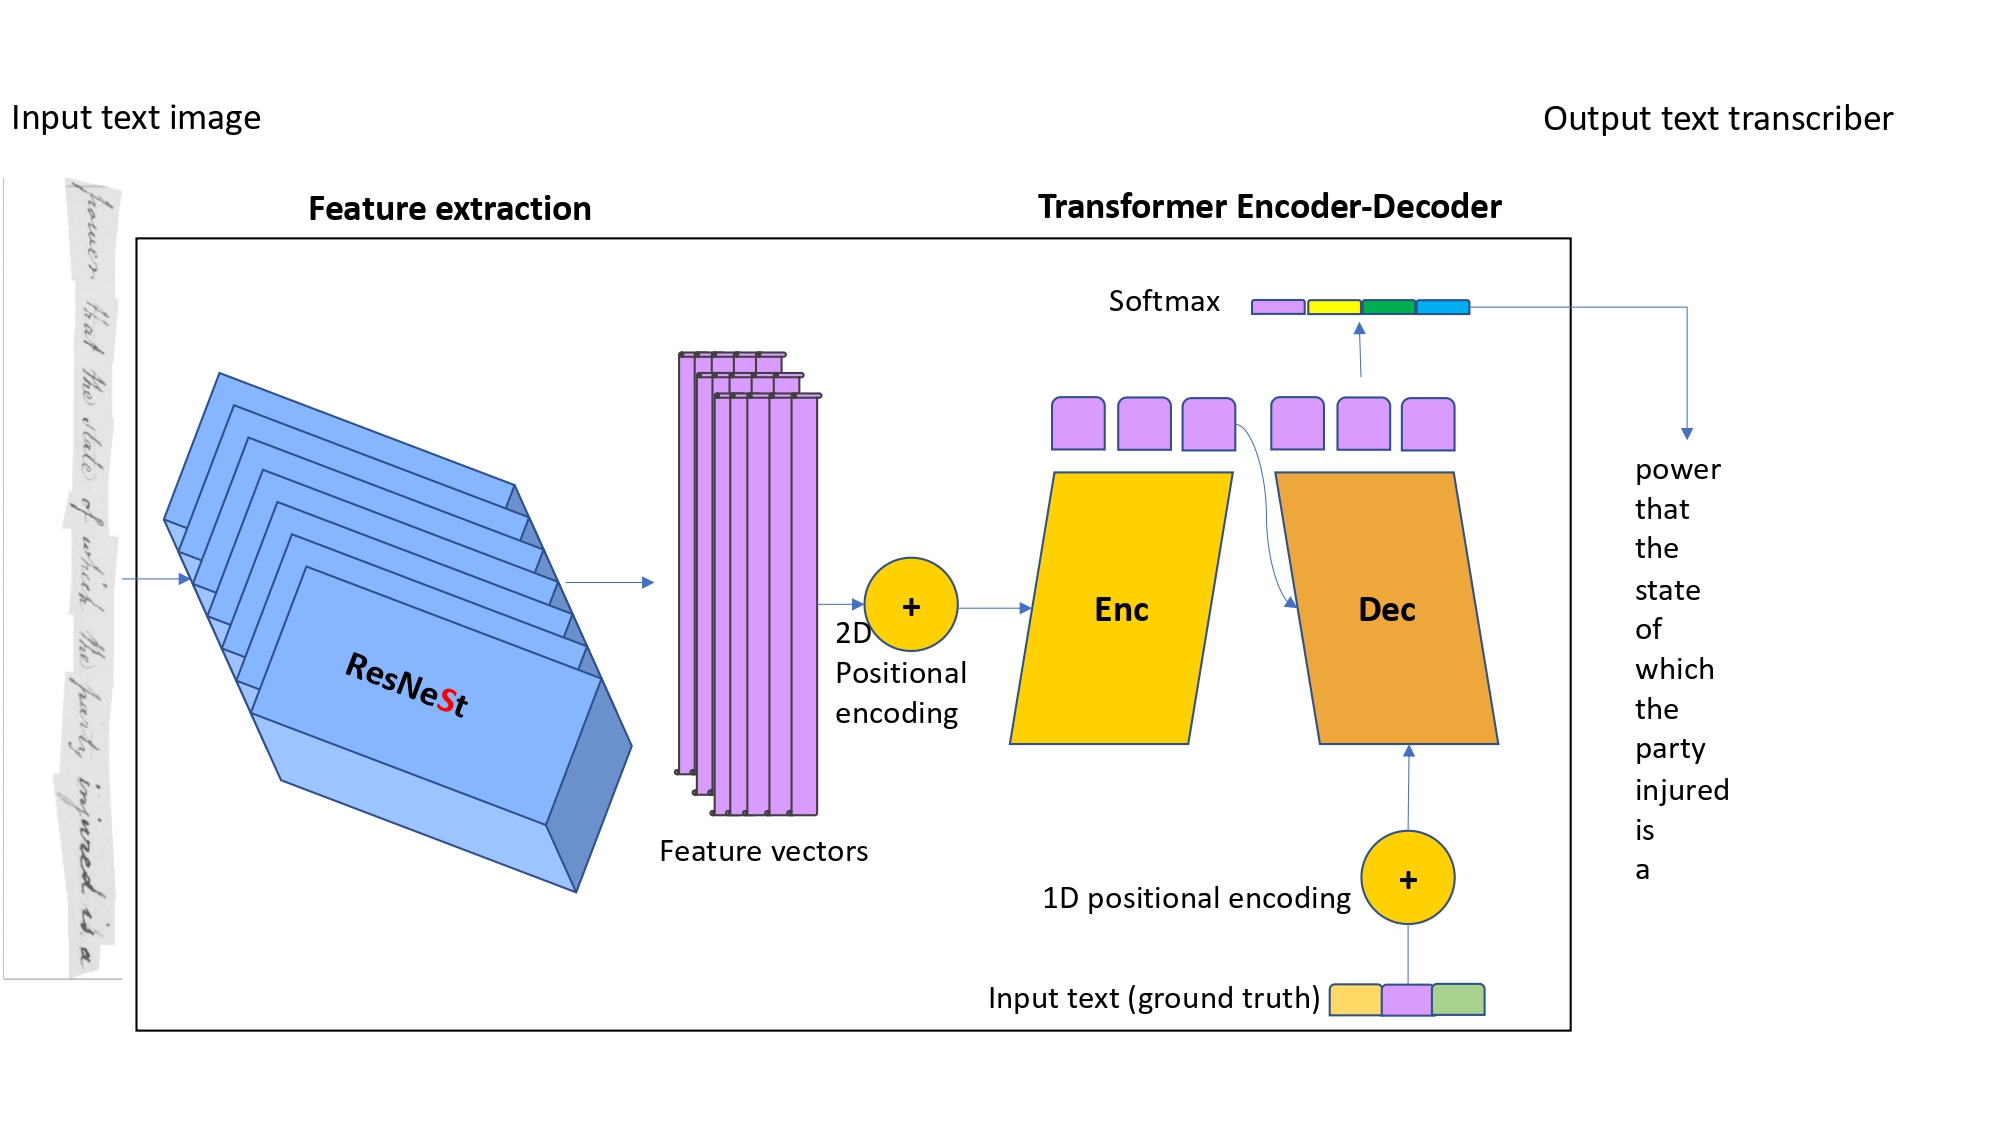 Input text image
Output text transcriber
Feature extraction
Transformer Encoder-Decoder
power that the state of which the party injured is a
Softmax
ResNeSt
Feature vectors
+
2D
Positional
encoding
Enc
Dec
+
1D positional encoding
Input text (ground truth)
power
that
the
state
of
which
the
party
injured
is
a